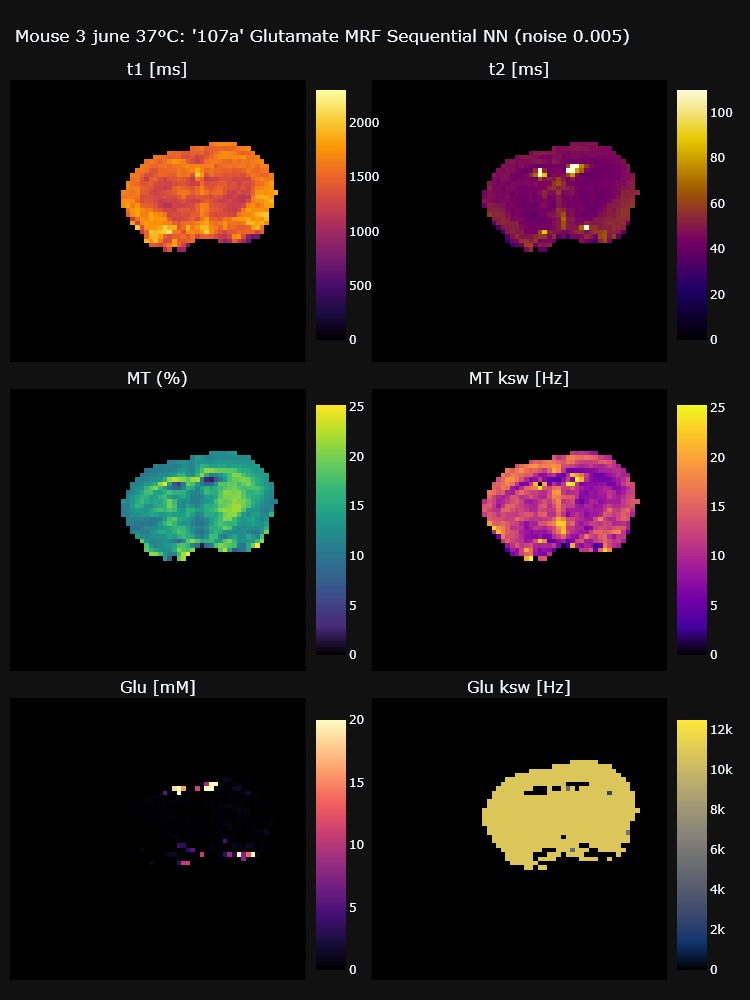 Mouse 3 june 37ºC: '107a' Glutamate MRF Sequential NN (noise 0.005)
t1 [ms]
t2 [ms]
2000
1500
1000
500
0
100
80
60
40
20
0
MT (%)
MT ksw [Hz]
25
20
15
10
5
0
25
20
15
10
5
0
Glu [mM]
Glu ksw [Hz]
20
15
10
5
0
12k
10k
8k
6k
4k
2k
0